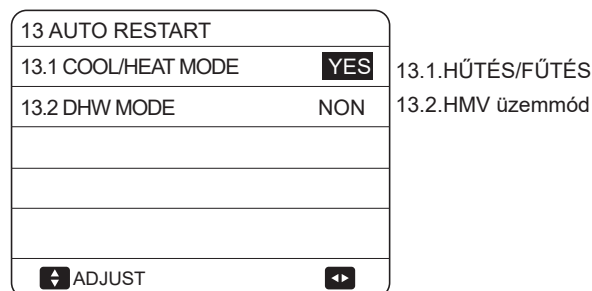 13 AUTO RESTART
13.1 COOL/HEAT MODE YES
13.2 DHW MODE NON
ADJUST
13.1.HŰTÉS/FŰTÉS
13.2.HMV üzemmód